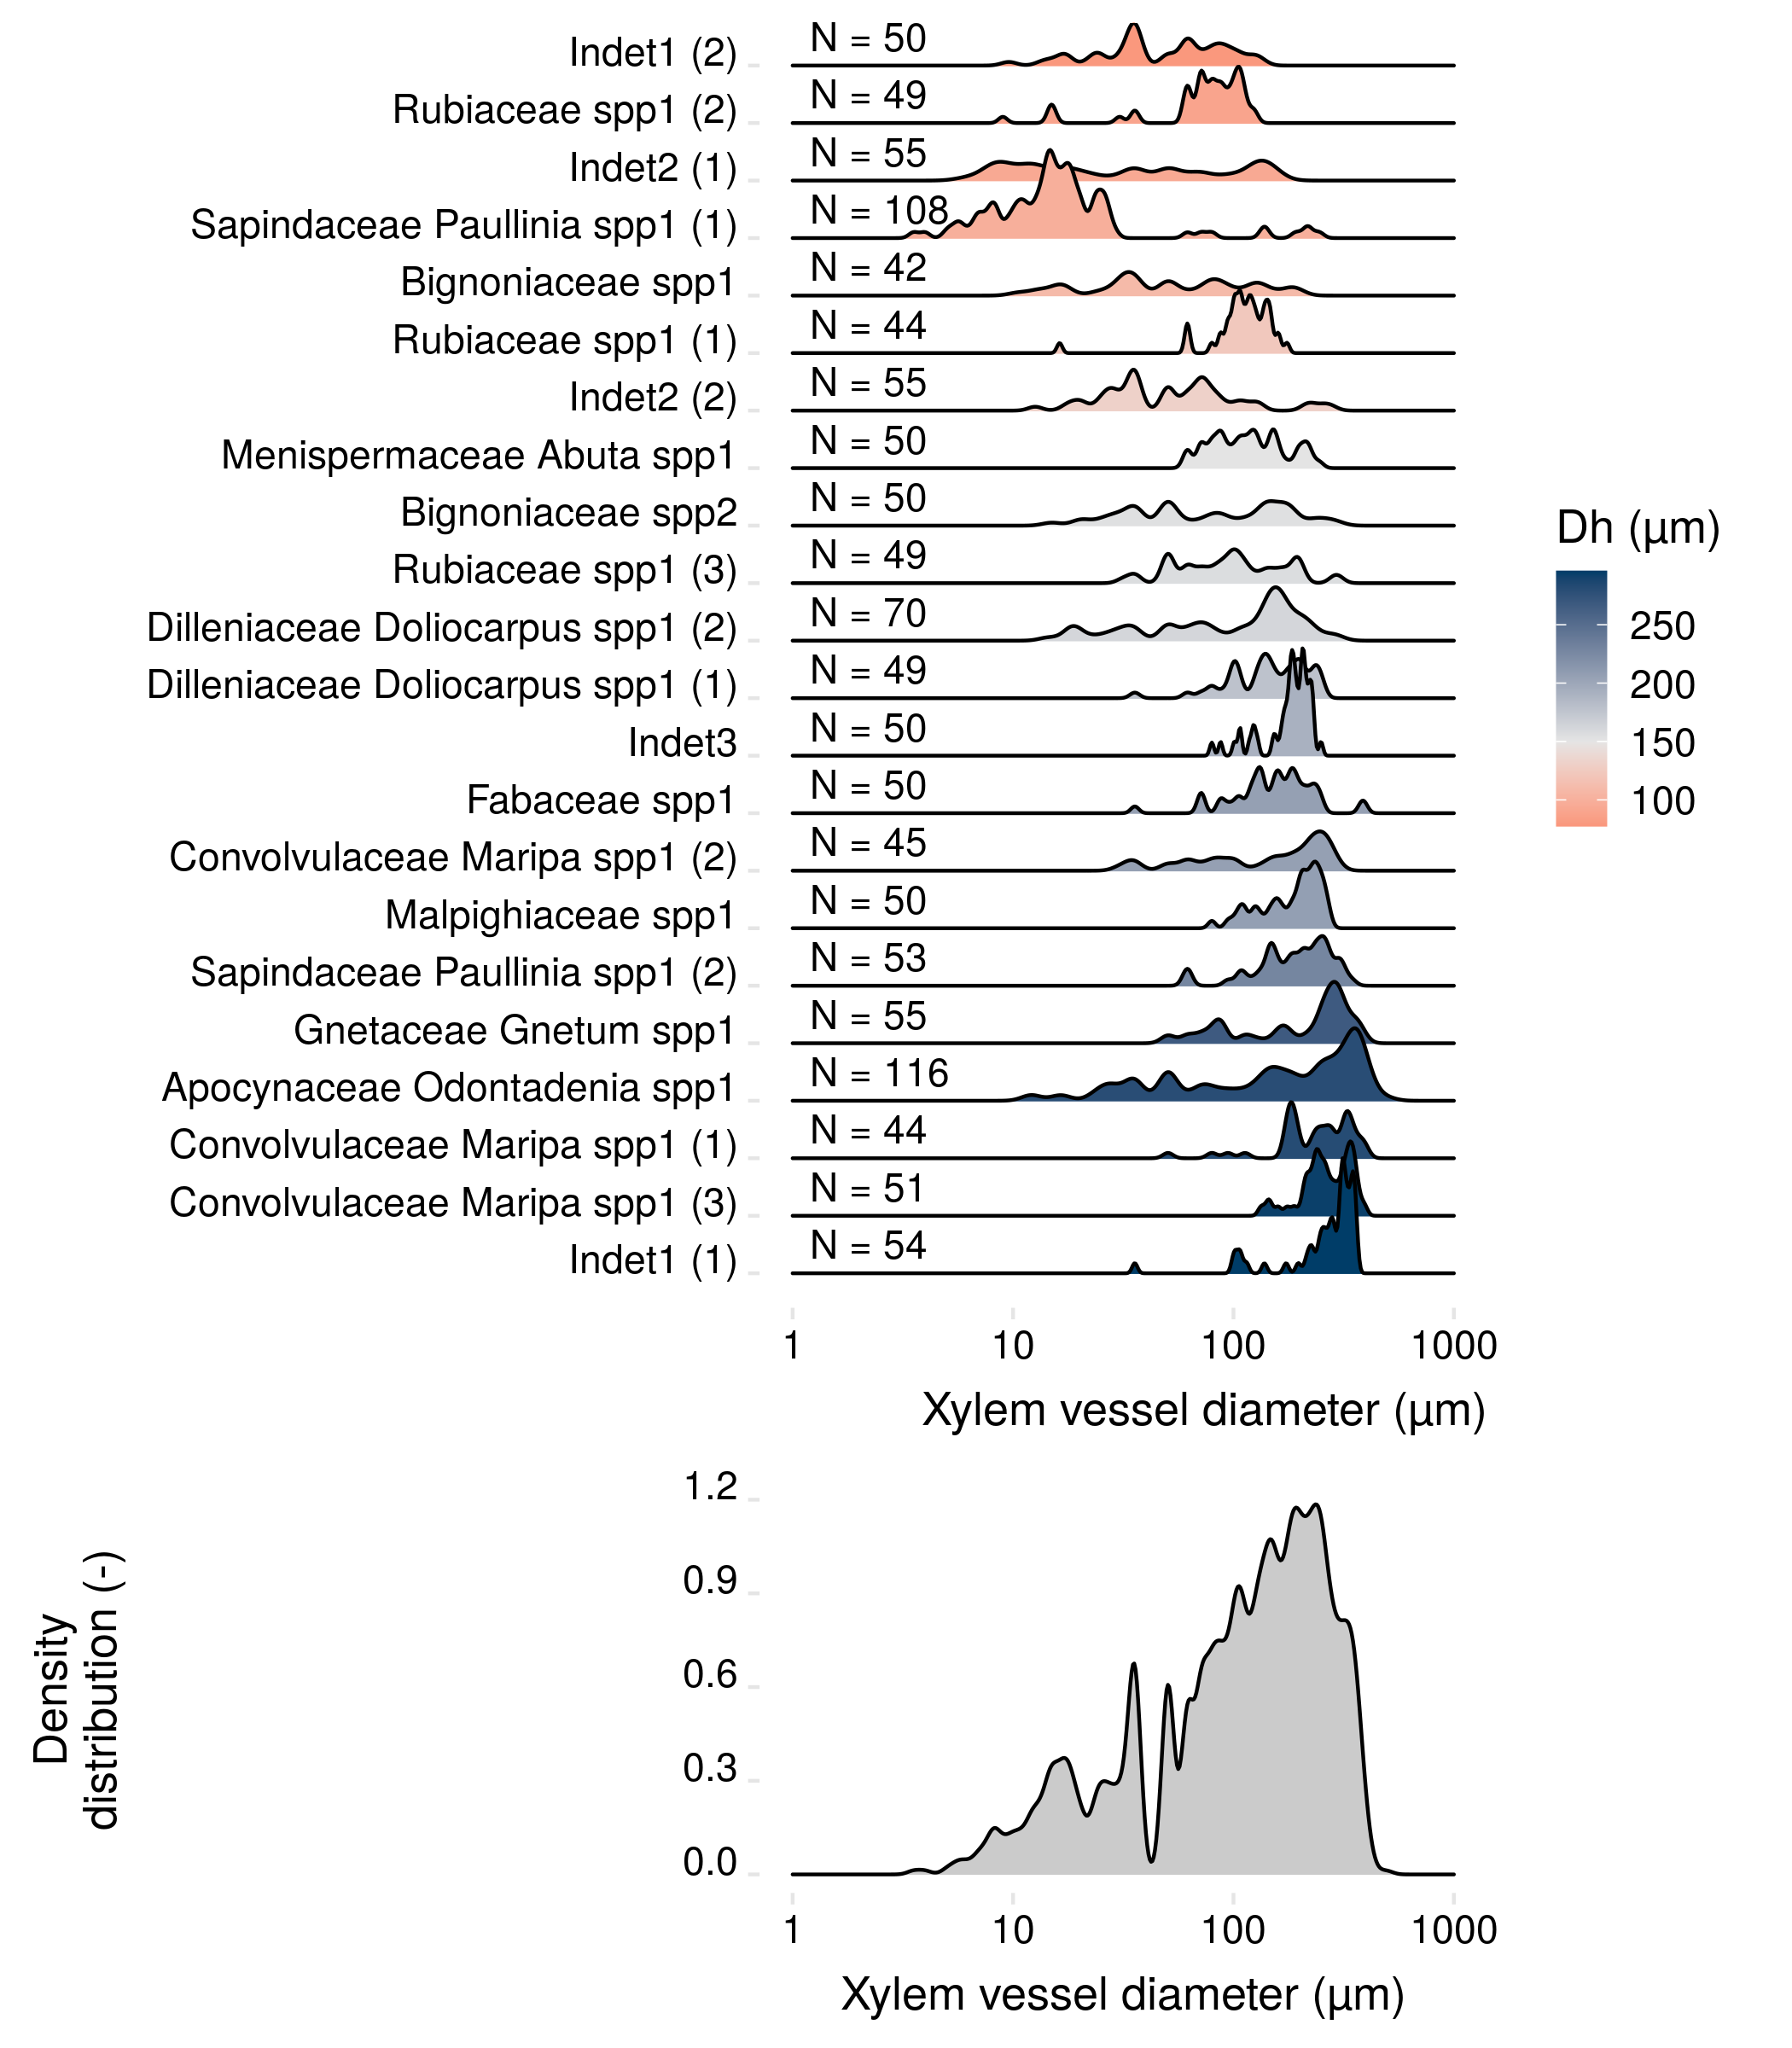 Indet1 (2) N = 50
Rubiaceae spp1 (2) N = 49
Indet2 (1) N = 55
Sapindaceae Paullinia spp1 (1) N = 108
Bignoniaceae spp1 N = 42
Rubiaceae spp1 (1) N = 44
Indet2 (2) N = 55
Menispermaceae Abuta spp1 N = 50
Bignoniaceae spp2 N = 50
Rubiaceae spp1 (3) N = 49
Dilleniaceae Doliocarpus spp1 (2) N = 70
Dilleniaceae Doliocarpus spp1 (1) N = 49
Indet3 N = 50
Fabaceae spp1 N = 50
Convolvulaceae Maripa spp1 (2) N = 45
Malpighiaceae spp1 N = 50
Sapindaceae Paullinia spp1 (2) N = 53
Gnetaceae Gnetum spp1 N = 55
Apocynaceae Odontadenia spp1 N = 116
Convolvulaceae Maripa spp1 (1) N = 44
Convolvulaceae Maripa spp1 (3) N = 51
Indet1 (1) N = 54
1 10 100 1000
Xylem vessel diameter (µm)
Dh (µm)
250
200
150
100
Density
distribution (-)
1.2
0.9
0.6
0.3
0.0
1 10 100 1000
Xylem vessel diameter (µm)